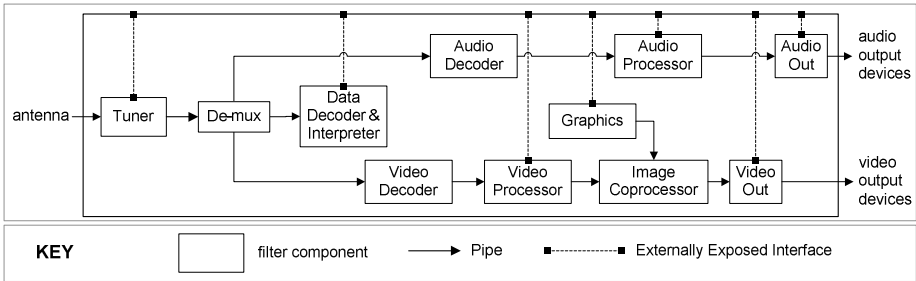 antenna
Tuner
De-mux
Data
Decoder &
Interpreter
Audio
Decoder
Audio
Processor
Audio
Out
audio
output
devices
Graphics
Video
Decoder
Video
Processor
Image
Coprocessor
Video
Out
video
output
devices
KEY
filter component
Pipe
Externally Exposed Interface